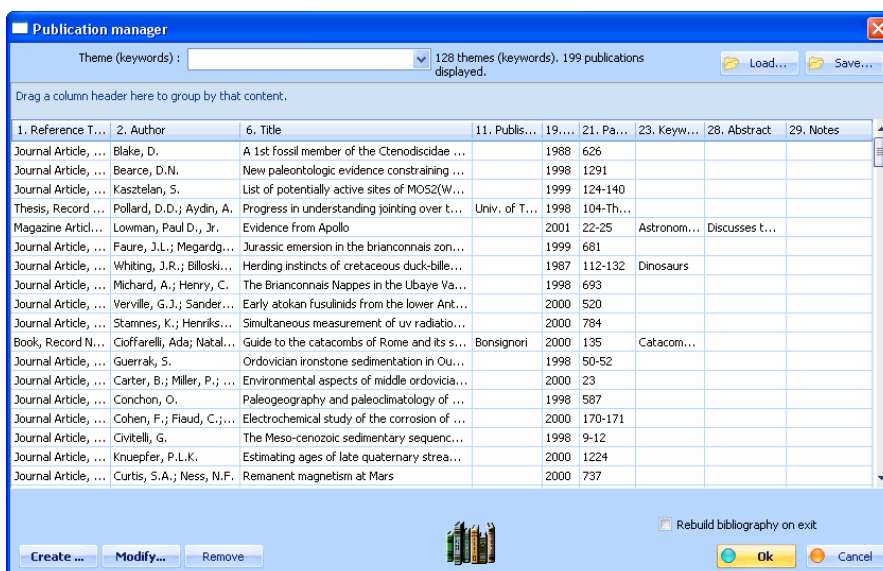 Publication manager
Theme (keywords) : 128 themes (keywords). 199 publications
displayed.
Load... Save...
Drag a column header here to group by that content.
1. Reference T... 2. Author 6. Title 11. Publis... 19.... 21. Pa... 23. Keyw... 28. Abstract 29. Notes
Journal Article, ... Blake, D. A 1st fossil member of the Ctenodiscidae ... 1988 626
Journal Article, ... Bearce, D.N. New paleontologic evidence constraining ... 1998 1291
Journal Article, ... Kasztelan, S. List of potentially active sites of MOS2(W... 1999 124-140
Thesis, Record ... Pollard, D.D.; Aydin, A. Progress in understanding jointing over t... Univ. of T... 1998 104-Th...
Magazine Articl... Lowman, Paul D., Jr. Evidence from Apollo 2001 22-25 Astronom... Discusses t...
Journal Article, ... Faure, J.L.; Megardg... Jurassic emersion in the brianconnais zon... 1999 681
Journal Article, ... Whiting, J.R.; Billoski... Herding instincts of cretaceous duck-bille... 1987 112-132 Dinosaurs
Journal Article, ... Michard, A.; Henry, C. The Brianconnais Nappes in the Ubaye Va... 1998 693
Journal Article, ... Verville, G.J.; Sander... Early atokan fusulinids from the lower Ant... 2000 520
Journal Article, ... Stamnes, K.; Henriks... Simultaneous measurement of uv radiatio... 2000 784
Book, Record N... Cioffarelli, Ada; Natal... Guide to the catacombs of Rome and its s... Bonsignori 2000 135 Catacom...
Journal Article, ... Guerrak, S. Ordovician ironstone sedimentation in Ou... 1998 50-52
Journal Article, ... Carter, B.; Miller, P.; ... Environmental aspects of middle ordovicia... 2000 23
Journal Article, ... Conchon, O. Paleogeography and paleoclimatology of ... 1998 587
Journal Article, ... Cohen, F.; Fiaud, C.;... Electrochemical study of the corrosion of ... 2000 170-171
Journal Article, ... Civitelli, G. The Meso-cenozoic sedimentary sequenc... 1998 9-12
Journal Article, ... Knuepfer, P.L.K. Estimating ages of late quaternary strea... 2000 1224
Journal Article, ... Curtis, S.A.; Ness, N.F. Remanent magnetism at Mars 2000 737
Rebuild bibliography on exit
Create ... Modify... Remove Ok Cancel